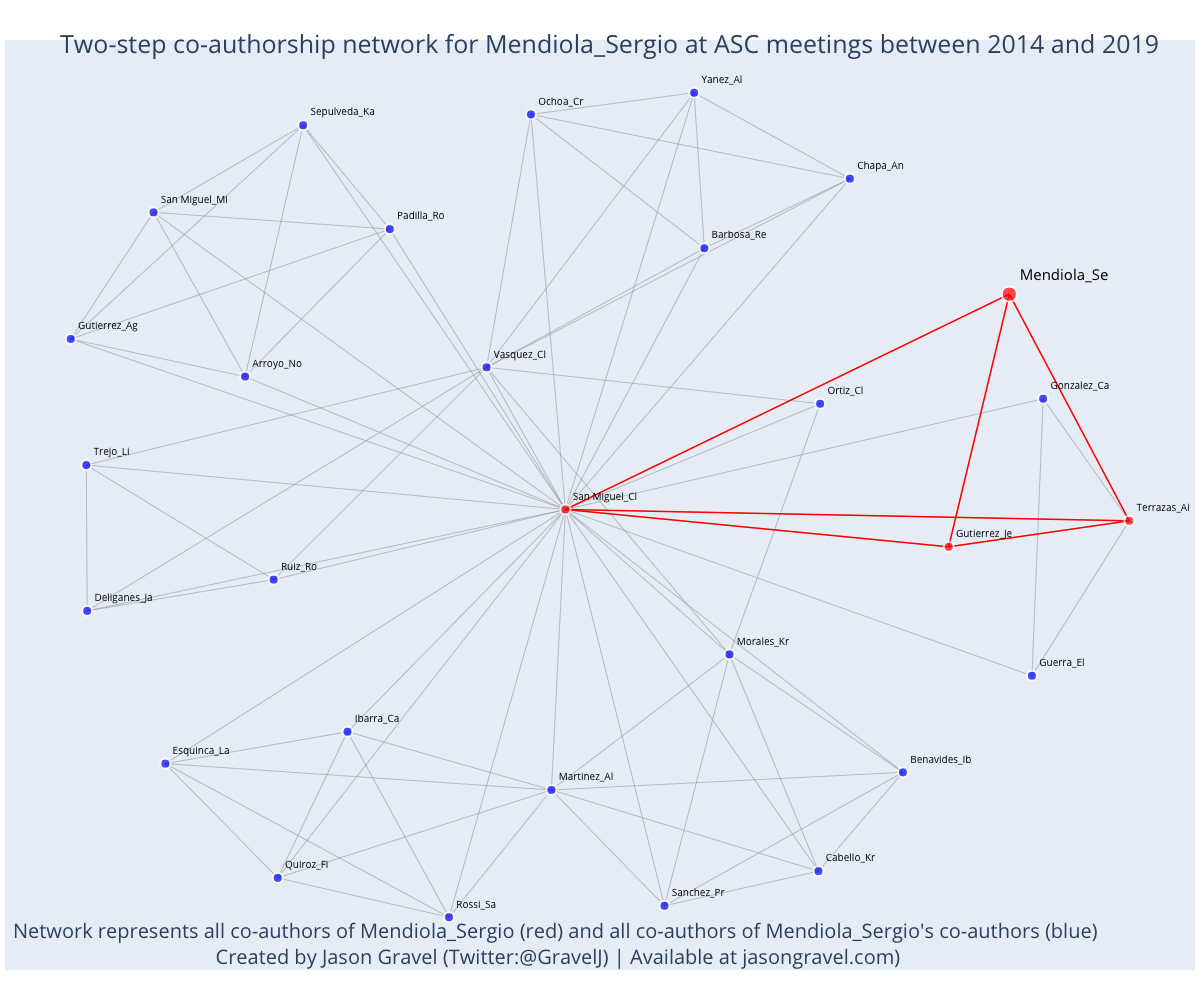 Two-step co-authorship network for Mendiola_Sergio at ASC meetings between 2014 and 2019
Yanez_Al
Ochoa_Cr
Sepulveda_Ka
Chapa_An
San Miguel_Mi
Padilla_Ro
Barbosa_Re
Mendiola_Se
Gutierrez_Ag
Vasquez_Cl
Arroyo_No
Gonzalez_Ca
Ortiz_Cl
Trejo_Li
San Miguel_Cl
Terrazas_Al
Gutierrez_Je
Ruiz_Ro
Deliganes_Ja
Morales_Kr
Guerra_El
Ibarra_Ca
Esquinca_La
Benavides_Ib
Martinez_Al
Cabello_Kr
Quiroz_Fi
Sanchez_Pr
Rossi_Sa
Network represents all co-authors of Mendiola_Sergio (red) and all co-authors of Mendiola_Sergio's co-authors (blue)
Created by Jason Gravel (Twitter:@GravelJ) | Available at jasongravel.com)